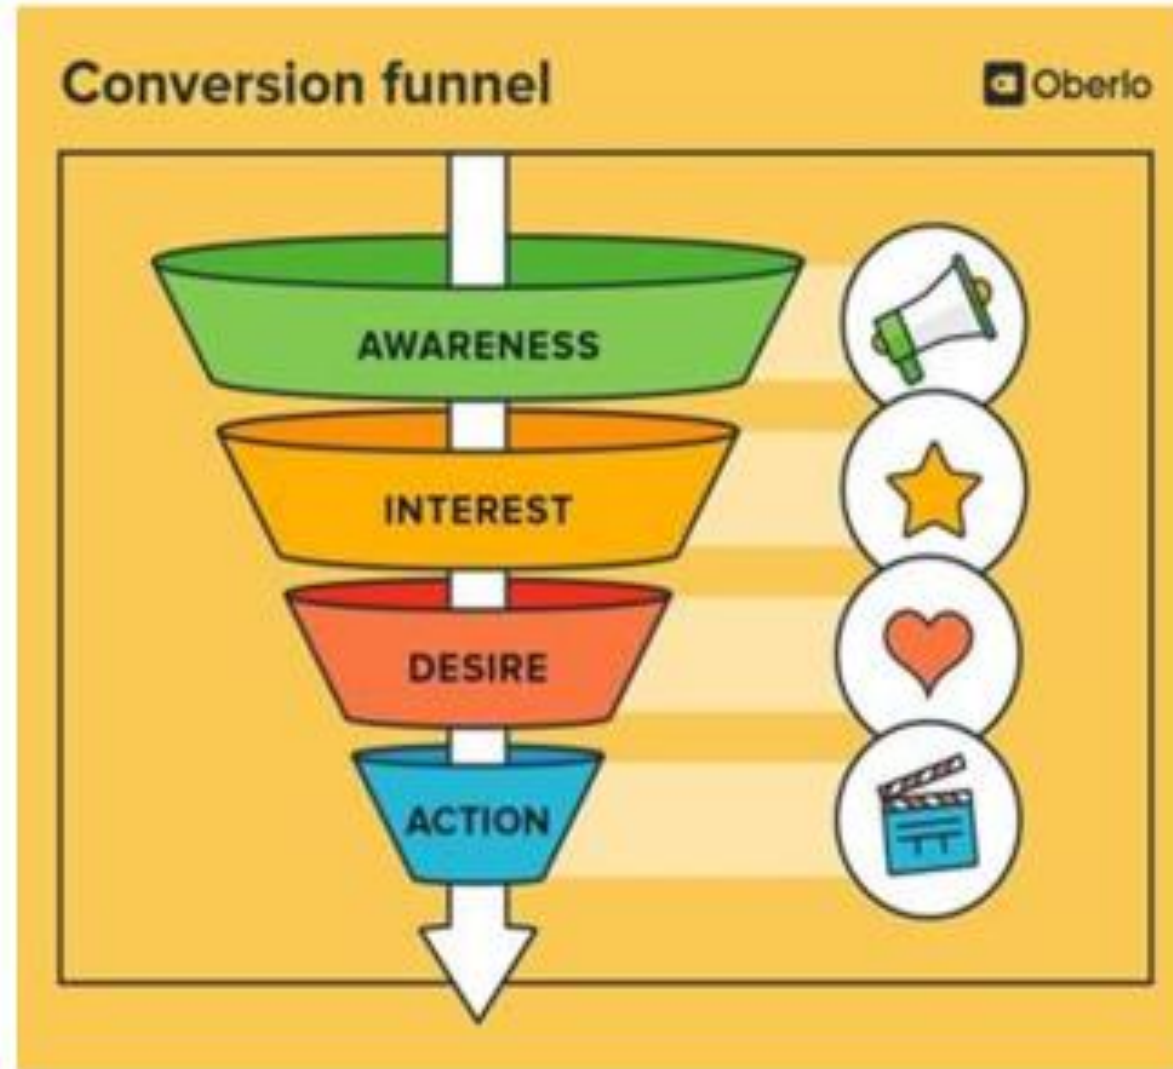 Conversion funnel
Oberlo
AWARENESS
INTEREST
DESIRE
ACTION